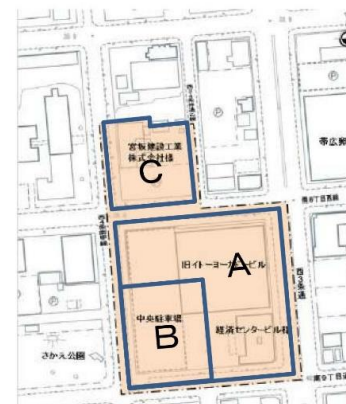 宮坂建設工業
株式会社様
C
帯広郵
旧イトーヨーカドービル
A
中央駐車場
B
経済センタービル様
さかえ公園
西3条通
P
P
P